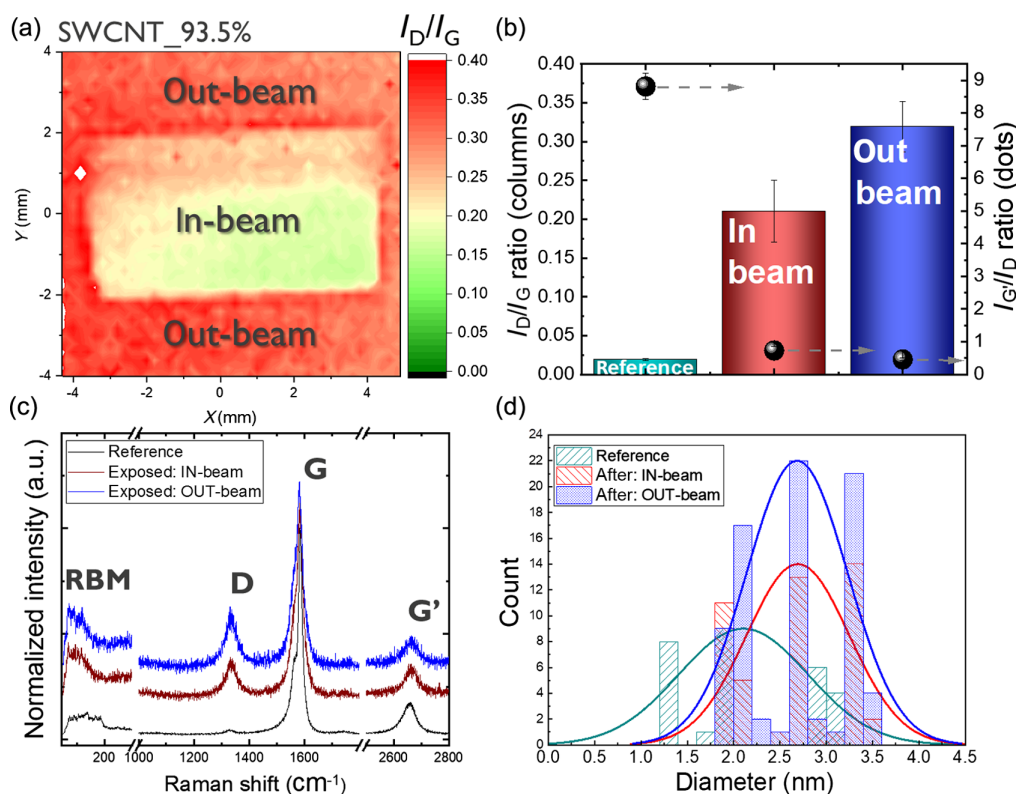 (a)
SWCNT_93.5%
I_D/I_G
4
2
0
-2
-4
Y (mm)
Out-beam
In-beam
Out-beam
-4
-2
0
2
4
X (mm)
0.40
0.35
0.30
0.25
0.20
0.15
0.10
0.05
0.00
(b)
0.40
0.35
0.30
0.25
0.20
0.15
0.10
0.05
0.00
I_D/I_G ratio (columns)
Reference
In
beam
Out
beam
9
8
7
6
5
4
3
2
1
0
I_G'/I_D ratio (dots)
(c)
Reference
Exposed: IN-beam
Exposed: OUT-beam
RBM
D
G
G'
Normalized intensity (a.u.)
200
1200
1600
2400
2800
Raman shift (cm⁻¹)
(d)
Reference
After: IN-beam
After: OUT-beam
22
24
20
18
16
14
12
10
8
6
4
2
0
Count
0.0
0.5
1.0
1.5
2.0
2.5
3.0
3.5
4.0
4.5
Diameter (nm)